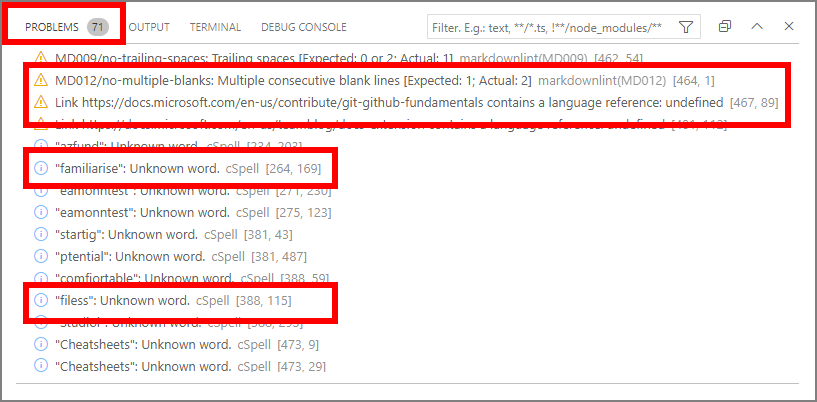 PROBLEMS 71 OUTPUT TERMINAL DEBUG CONSOLE Filter. E.g.: text, **/*.ts, !**/node_modules/**
MD009/no-trailing-spaces: Trailing spaces [Expected: 0 or 2; Actual: 1] markdownlint(MD009) [462, 54]
MD012/no-multiple-blanks: Multiple consecutive blank lines [Expected: 1; Actual: 2] markdownlint(MD012) [464, 1]
Link https://docs.microsoft.com/en-us/contribute/git-github-fundamentals contains a language reference: undefined [467, 89]
"azfund": Unknown word. cSpell [234, 203]
"familiarise": Unknown word. cSpell [264, 169]
"eamonntest": Unknown word. cSpell [271, 230]
"eamonntest": Unknown word. cSpell [275, 123]
"startig": Unknown word. cSpell [381, 43]
"ptential": Unknown word. cSpell [381, 487]
"comfiortable": Unknown word. cSpell [388, 59]
"filess": Unknown word. cSpell [388, 115]
Unknown word. cSpell
"Cheatsheets": Unknown word. cSpell [473, 9]
"Cheatsheets": Unknown word. cSpell [473, 29]